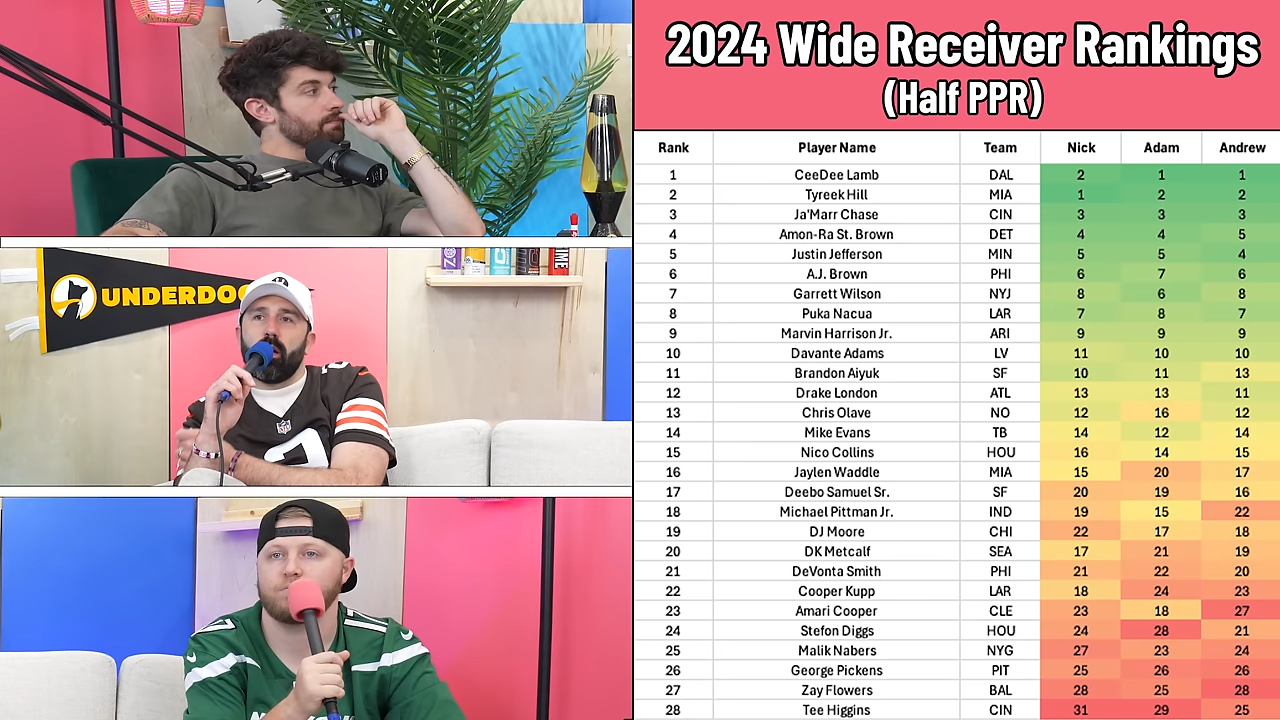 2024 Wide Receiver Rankings
(Half PPR)
Rank Player Name Team Nick Adam Andrew
1 CeeDee Lamb DAL 2 1 1
2 Tyreek Hill MIA 1 2 2
3 Ja'Marr Chase CIN 3 3 3
4 Amon-Ra St. Brown DET 4 4 5
5 Justin Jefferson MIN 5 5 4
6 A.J. Brown PHI 6 7 6
7 Garrett Wilson NYJ 8 6 8
8 Puka Nacua LAR 7 8 7
9 Marvin Harrison Jr. ARI 9 9 9
10 Davante Adams LV 11 10 10
11 Brandon Aiyuk SF 10 11 13
12 Drake London ATL 13 13 11
13 Chris Olave NO 12 16 12
14 Mike Evans TB 14 12 14
15 Nico Collins HOU 16 14 15
16 Jaylen Waddle MIA 15 20 17
17 Deebo Samuel Sr. SF 20 19 16
18 Michael Pittman Jr. IND 19 15 22
19 DJ Moore CHI 22 17 18
20 DK Metcalf SEA 17 21 19
21 DeVonta Smith PHI 21 22 20
22 Cooper Kupp LAR 18 24 23
23 Amari Cooper CLE 23 18 27
24 Stefon Diggs HOU 24 28 21
25 Malik Nabers NYG 27 23 24
26 George Pickens PIT 25 26 26
27 Zay Flowers BAL 28 25 28
28 Tee Higgins CIN 31 29 25
UNDERDO
NFL